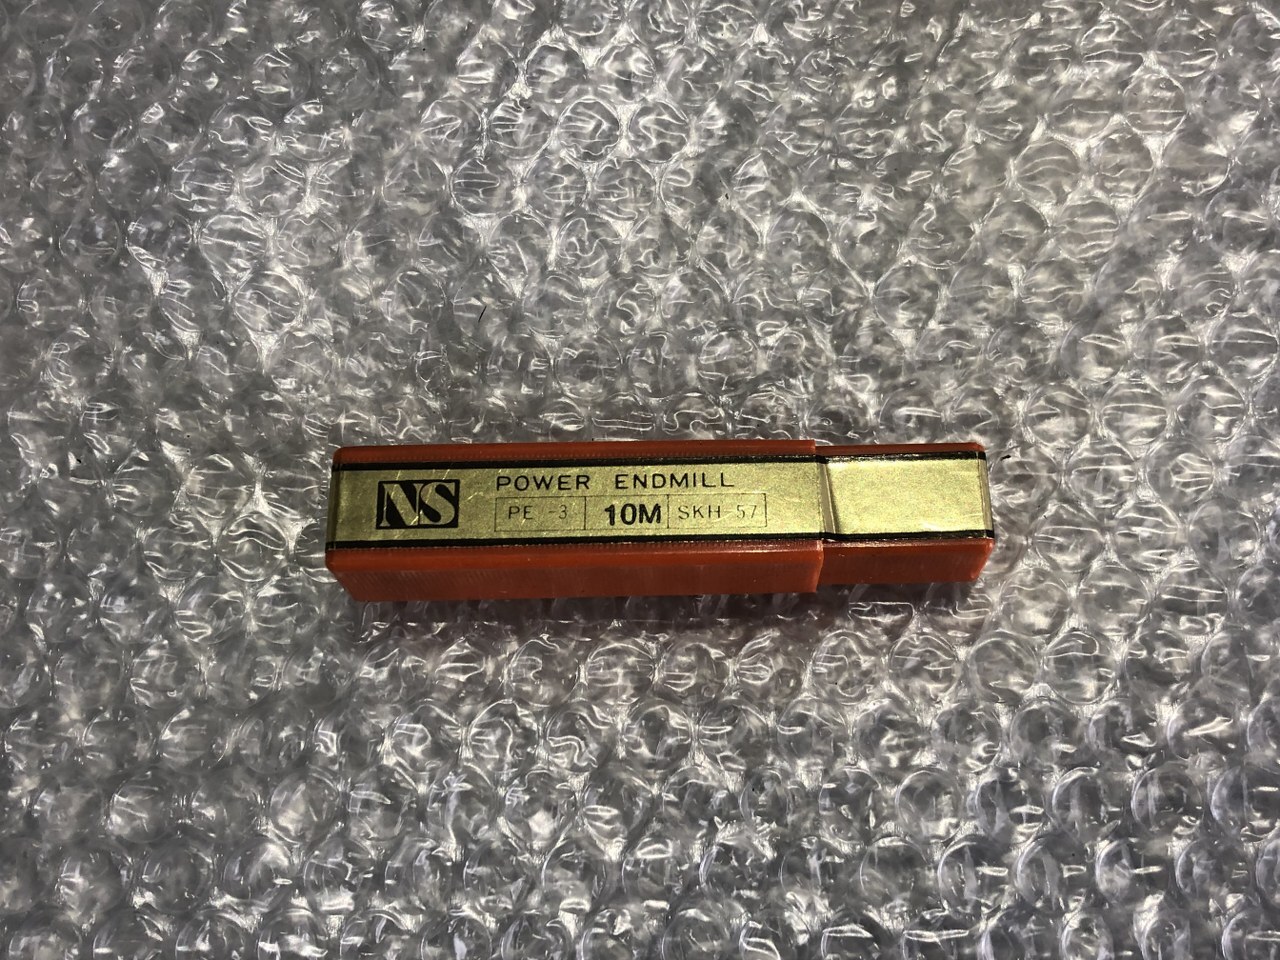 NS
POWER ENDMILL
PE -3 10M SKH 57